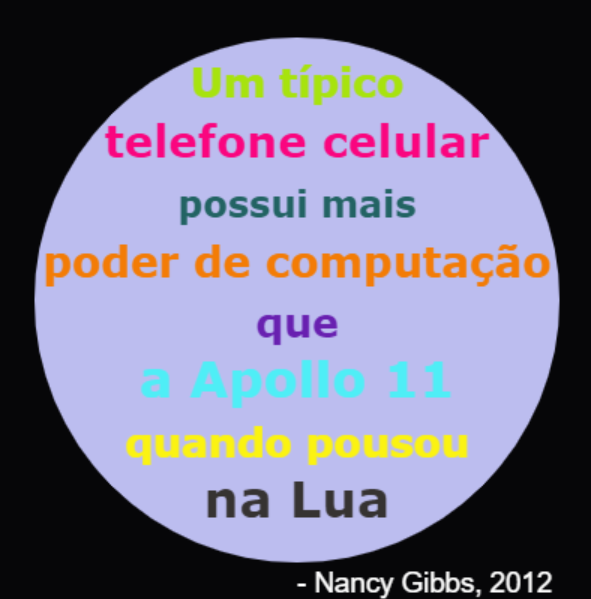 Um típico
telefone celular
possui mais
poder de computação
que
a Apollo 11
quando pousou
na Lua
- Nancy Gibbs, 2012